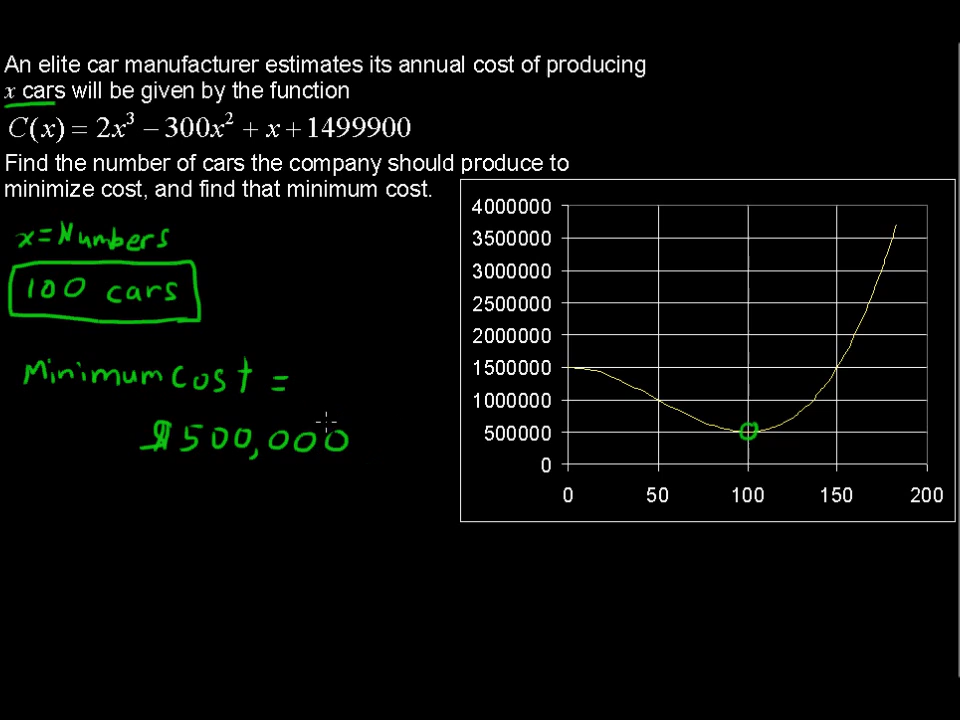 An elite car manufacturer estimates its annual cost of producing
x cars will be given by the function
C(x) = 2x³ − 300x² + x + 1499900
Find the number of cars the company should produce to
minimize cost, and find that minimum cost.
x = Numbers
100 cars
Minimum cost =
$500,000
4000000
3500000
3000000
2500000
2000000
1500000
1000000
500000
0
0 50 100 150 200